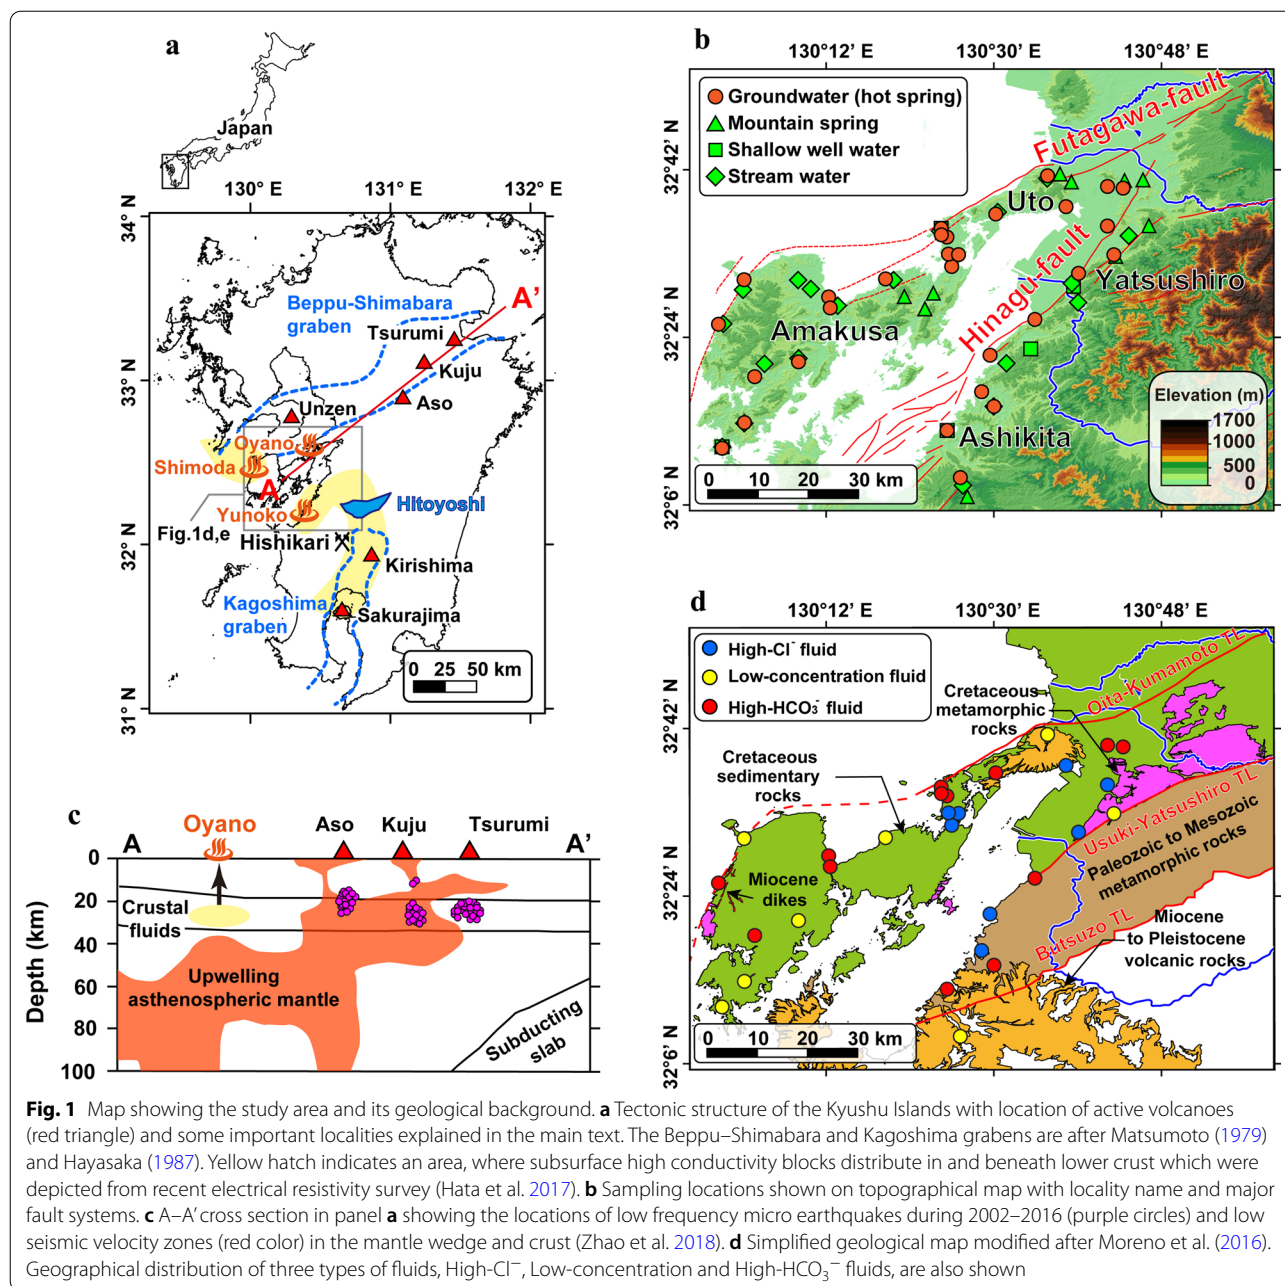 a
Japan
130° E
131° E
132° E
34° N
33° N
32° N
31° N
Beppu-Shimabara
graben
A'
Tsurumi
Kuju
Aso
Unzen
Oyano
Shimoda
A
Yunoko
Hitoyoshi
Fig.1d,e
Hishikari
Kirishima
Kagoshima
graben
Sakurajima
0 25 50 km
b
130°12' E
130°30' E
130°48' E
32°42' N
32°24' N
32°6' N
Groundwater (hot spring)
Mountain spring
Shallow well water
Stream water
Futagawa-fault
Uto
Hinagu-fault
Yatsushiro
Amakusa
Ashikita
Elevation (m)
1700
1000
500
0
0 10 20 30 km
c
A
Oyano
Aso
Kuju
Tsurumi
A'
Depth (km)
0
20
40
60
80
100
Crustal
fluids
Upwelling
asthenospheric mantle
Subducting
slab
d
130°12' E
130°30' E
130°48' E
32°42' N
32°24' N
32°6' N
High-Cl⁻ fluid
Low-concentration fluid
High-HCO₃⁻ fluid
Oita-Kumamoto TL
Cretaceous
metamorphic
rocks
Cretaceous
sedimentary
rocks
Usuki-Yatsushiro TL
Paleozoic to Mesozoic
metamorphic rocks
Miocene
dikes
Butsuzo TL
Miocene
to Pleistocene
volcanic rocks
0 10 20 30 km
Fig. 1 Map showing the study area and its geological background. a Tectonic structure of the Kyushu Islands with location of active volcanoes
(red triangle) and some important localities explained in the main text. The Beppu–Shimabara and Kagoshima grabens are after Matsumoto (1979)
and Hayasaka (1987). Yellow hatch indicates an area, where subsurface high conductivity blocks distribute in and beneath lower crust which were
depicted from recent electrical resistivity survey (Hata et al. 2017). b Sampling locations shown on topographical map with locality name and major
fault systems. c A–A' cross section in panel a showing the locations of low frequency micro earthquakes during 2002–2016 (purple circles) and low
seismic velocity zones (red color) in the mantle wedge and crust (Zhao et al. 2018). d Simplified geological map modified after Moreno et al. (2016).
Geographical distribution of three types of fluids, High-Cl⁻, Low-concentration and High-HCO₃⁻ fluids, are also shown